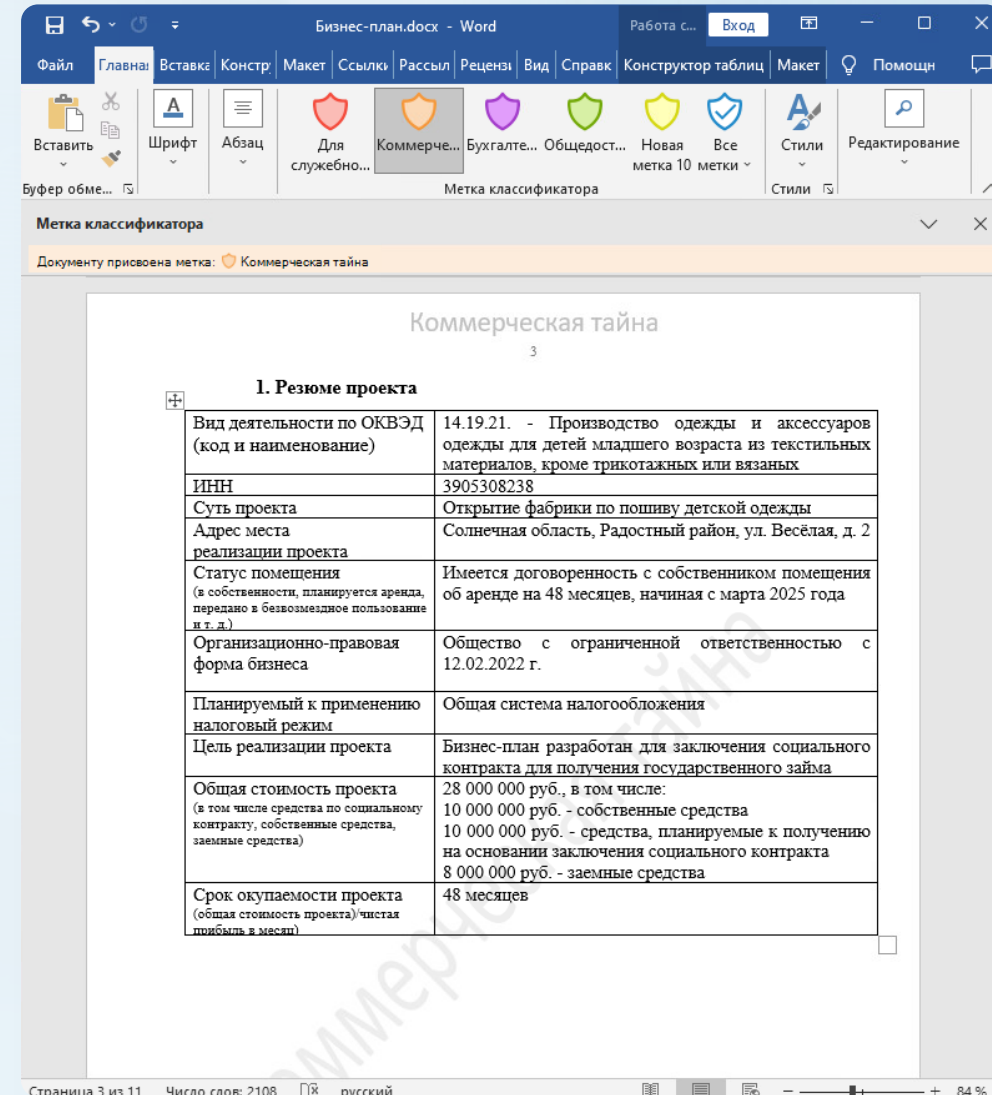 Бизнес-план.docx - Word
Работа с...
Вход
Файл Главна Вставка Констр Макет Ссылки Рассыл Реценз Вид Справк Конструктор таблиц Макет Помощн
Вставить
Шрифт
Абзац
Для служебно...
Коммерче...
Бухгалте...
Общедост...
Новая метка 10
Все метки
Стили
Редактирование
Буфер обме...
Метка классификатора
Стили
Метка классификатора
Документу присвоена метка: Коммерческая тайна
Коммерческая тайна
3
1. Резюме проекта
Вид деятельности по ОКВЭД
(код и наименование)
14.19.21. - Производство одежды и аксессуаров
одежды для детей младшего возраста из текстильных
материалов, кроме трикотажных или вязаных
ИНН
3905308238
Суть проекта
Открытие фабрики по пошиву детской одежды
Адрес места
реализации проекта
Солнечная область, Радостный район, ул. Весёлая, д. 2
Статус помещения
(в собственности, планируется аренда,
передано в безвозмездное пользование
и т. д.)
Имеется договоренность с собственником помещения
об аренде на 48 месяцев, начиная с марта 2025 года
Организационно-правовая
форма бизнеса
Общество с ограниченной ответственностью с
12.02.2022 г.
Планируемый к применению
налоговый режим
Общая система налогообложения
Цель реализации проекта
Бизнес-план разработан для заключения социального
контракта для получения государственного займа
Общая стоимость проекта
(в том числе средства по социальному
контракту, собственные средства,
заемные средства)
28 000 000 руб., в том числе:
10 000 000 руб. - собственные средства
10 000 000 руб. - средства, планируемые к получению
на основании заключения социального контракта
8 000 000 руб. - заемные средства
Срок окупаемости проекта
(общая стоимость проекта)/чистая
прибыль в месяц)
48 месяцев
Коммерческая тайна
Страница 3 из 11 Число слов: 2108 русский 84 %